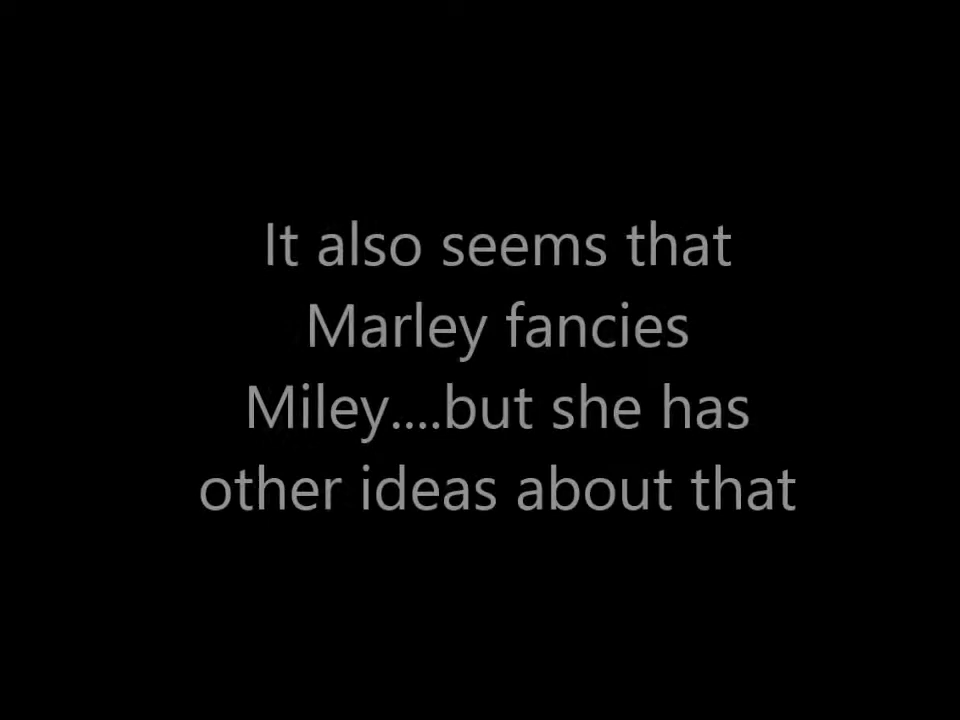 It also seems that
Marley fancies
Miley....but she has
other ideas about that